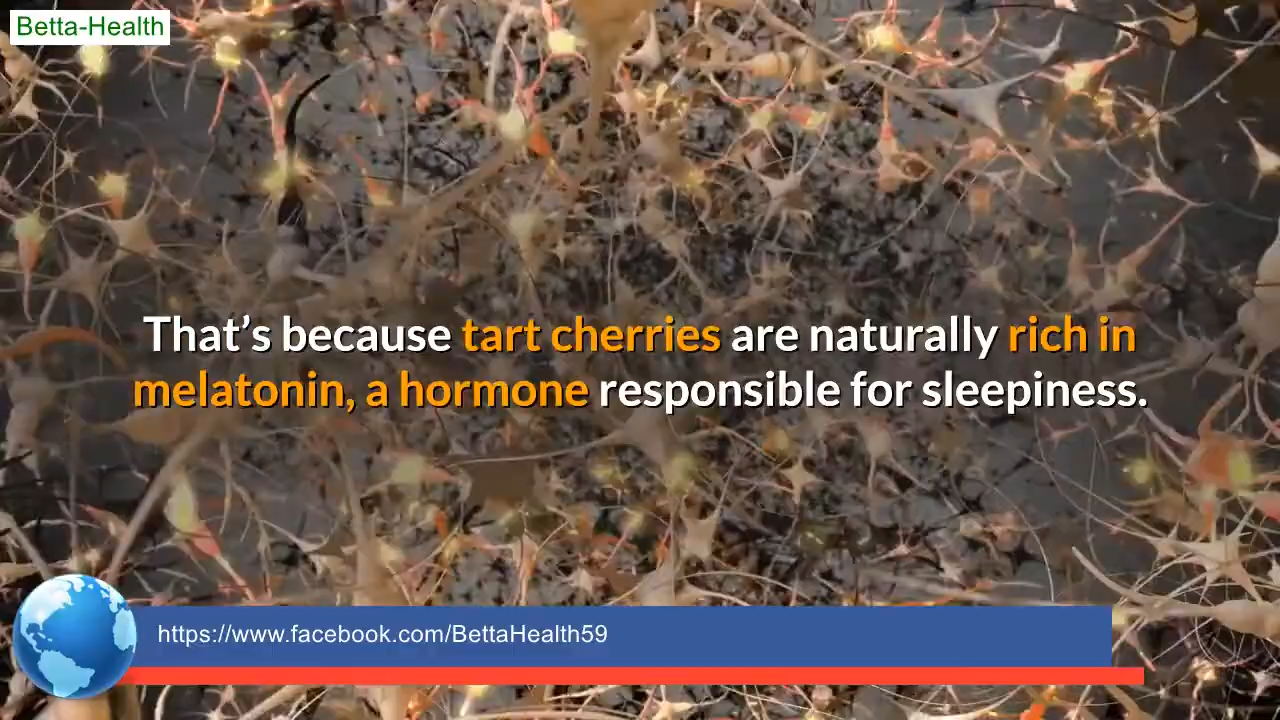 Betta-Health
That’s because tart cherries are naturally rich in
melatonin, a hormone responsible for sleepiness.
https://www.facebook.com/BettaHealth59